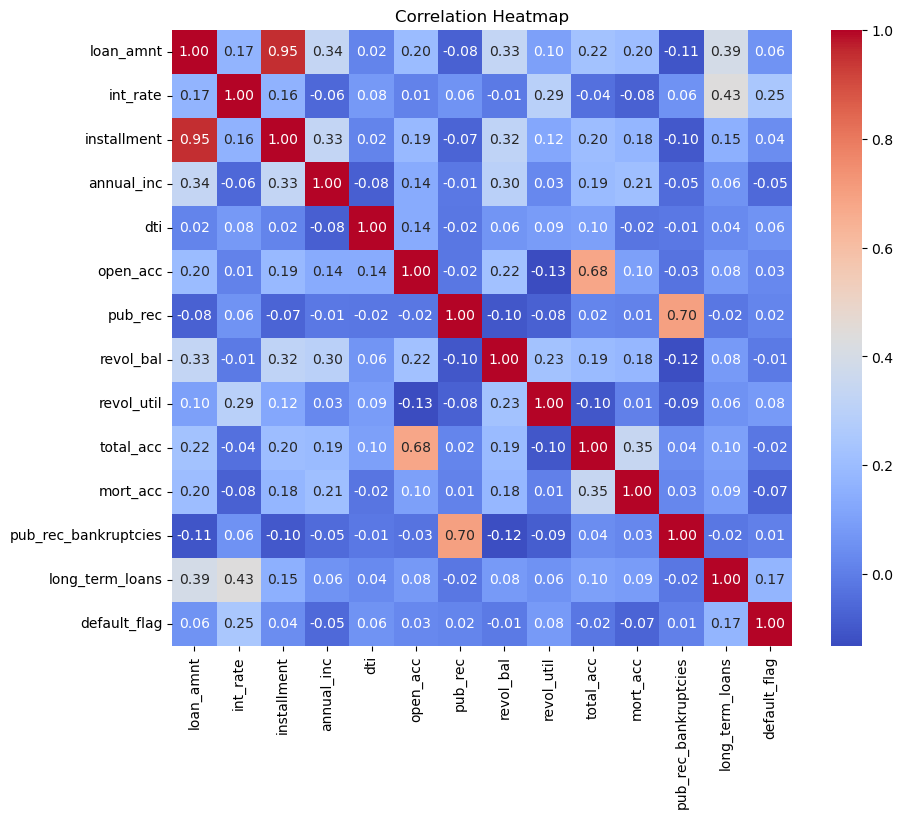 Correlation Heatmap
loan_amnt 1.00 0.17 0.95 0.34 0.02 0.20 -0.08 0.33 0.10 0.22 0.20 -0.11 0.39 0.06
int_rate 0.17 1.00 0.16 -0.06 0.08 0.01 0.06 -0.01 0.29 -0.04 -0.08 0.06 0.43 0.25
installment 0.95 0.16 1.00 0.33 0.02 0.19 -0.07 0.32 0.12 0.20 0.18 -0.10 0.15 0.04
annual_inc 0.34 -0.06 0.33 1.00 -0.08 0.14 -0.01 0.30 0.03 0.19 0.21 -0.05 0.06 -0.05
dti 0.02 0.08 0.02 -0.08 1.00 0.14 -0.02 0.06 0.09 0.10 -0.02 -0.01 0.04 0.06
open_acc 0.20 0.01 0.19 0.14 0.14 1.00 -0.02 0.22 -0.13 0.68 0.10 -0.03 0.08 0.03
pub_rec -0.08 0.06 -0.07 -0.01 -0.02 -0.02 1.00 -0.10 -0.08 0.02 0.01 0.70 -0.02 0.02
revol_bal 0.33 -0.01 0.32 0.30 0.06 0.22 -0.10 1.00 0.23 0.19 0.18 -0.12 0.08 -0.01
revol_util 0.10 0.29 0.12 0.03 0.09 -0.13 -0.08 0.23 1.00 -0.10 0.01 -0.09 0.06 0.08
total_acc 0.22 -0.04 0.20 0.19 0.10 0.68 0.02 0.19 -0.10 1.00 0.35 0.04 0.10 -0.02
mort_acc 0.20 -0.08 0.18 0.21 -0.02 0.10 0.01 0.18 0.01 0.35 1.00 0.03 0.09 -0.07
pub_rec_bankruptcies -0.11 0.06 -0.10 -0.05 -0.01 -0.03 0.70 -0.12 -0.09 0.04 0.03 1.00 -0.02 0.01
long_term_loans 0.39 0.43 0.15 0.06 0.04 0.08 -0.02 0.08 0.06 0.10 0.09 -0.02 1.00 0.17
default_flag 0.06 0.25 0.04 -0.05 0.06 0.03 0.02 -0.01 0.08 -0.02 -0.07 0.01 0.17 1.00
loan_amnt
int_rate
installment
annual_inc
dti
open_acc
pub_rec
revol_bal
revol_util
total_acc
mort_acc
pub_rec_bankruptcies
long_term_loans
default_flag
1.0
0.8
0.6
0.4
0.2
0.0